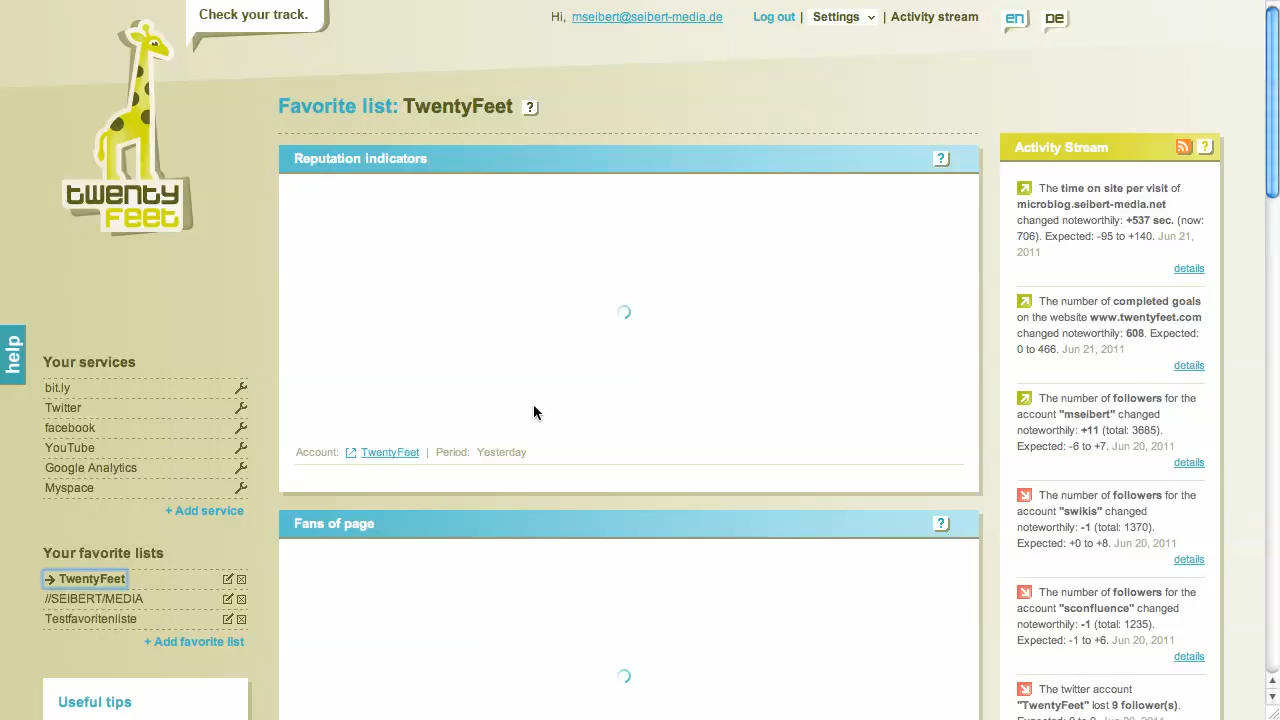 Check your track.
Hi, mseibert@seibert-media.de Log out | Settings | Activity stream en De
twenty
feet
Favorite list: TwentyFeet ?
Reputation indicators ?
Account: TwentyFeet | Period: Yesterday
Fans of page ?
help
Your services
bit.ly
Twitter
facebook
YouTube
Google Analytics
Myspace
+ Add service
Your favorite lists
TwentyFeet
//SEIBERT/MEDIA
Testfavoritenliste
+ Add favorite list
Useful tips
Activity Stream ?
The time on site per visit of
microblog.seibert-media.net
changed noteworthily: +537 sec. (now:
706). Expected: -95 to +140. Jun 21,
2011
details
The number of completed goals
on the website www.twentyfeet.com
changed noteworthily: 608. Expected:
0 to 466. Jun 21, 2011
details
The number of followers for the
account "mseibert" changed
noteworthily: +11 (total: 3685).
Expected: -6 to +7. Jun 20, 2011
details
The number of followers for the
account "swikis" changed
noteworthily: -1 (total: 1370).
Expected: +0 to +8. Jun 20, 2011
details
The number of followers for the
account "sconfluence" changed
noteworthily: -1 (total: 1235).
Expected: -1 to +6. Jun 20, 2011
details
The twitter account
"TwentyFeet" lost 9 follower(s).